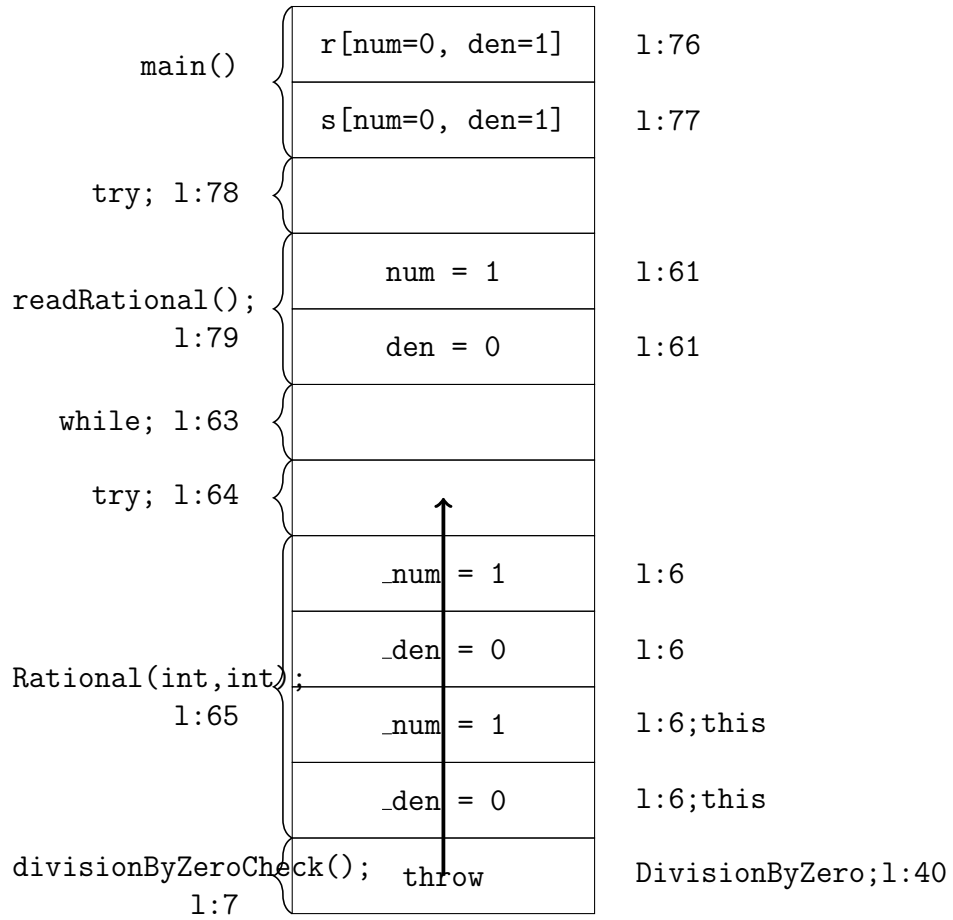 r[num=0, den=1] l:76
main()
s[num=0, den=1] l:77
try; l:78
num = 1 l:61
readRational();
l:79
den = 0 l:61
while; l:63
try; l:64
_num = 1 l:6
_den = 0 l:6
Rational(int,int);
l:65
_num = 1 l:6;this
_den = 0 l:6;this
divisionByZeroCheck();
l:7
throw DivisionByZero;l:40